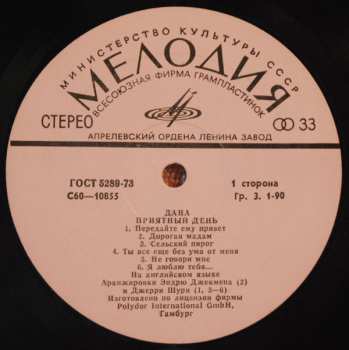 МИНИСТЕРСТВО КУЛЬТУРЫ СССР
МЕЛОДИЯ
ВСЕСОЮЗНАЯ ФИРМА ГРАМПЛАСТИНОК
СТЕРЕО
33
АПРЕЛЕВСКИЙ ОРДЕНА ЛЕНИНА ЗАВОД
ГОСТ 5289-73
С60—10855
1 сторона
Гр. 3. 1-90
ДАНА
ПРИЯТНЫЙ ДЕНЬ
1. Передайте ему привет
2. Дорогая мадам
3. Сельский пирог
4. Ты все еще без ума от меня
5. Не говори мне
6. Я люблю тебя...
На английском языке
Аранжировки Эндрю Джекмена (2)
и Джерри Шури (1, 3—6)
Изготовлено по лицензии фирмы
Polydor International GmbH,
Гамбург